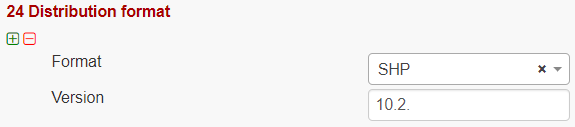 24 Distribution format
Format
SHP
Version
10.2.